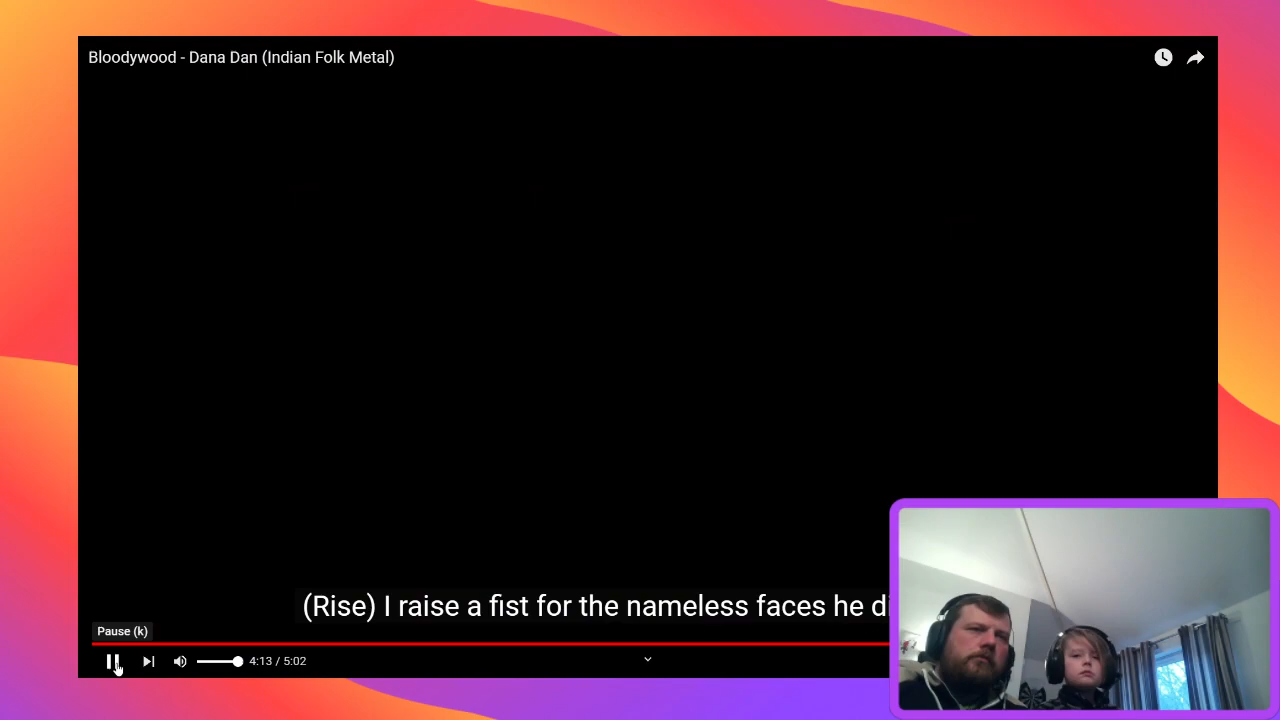 Bloodywood - Dana Dan (Indian Folk Metal)
(Rise) I raise a fist for the nameless faces he
Pause (k)
4:13 / 5:02